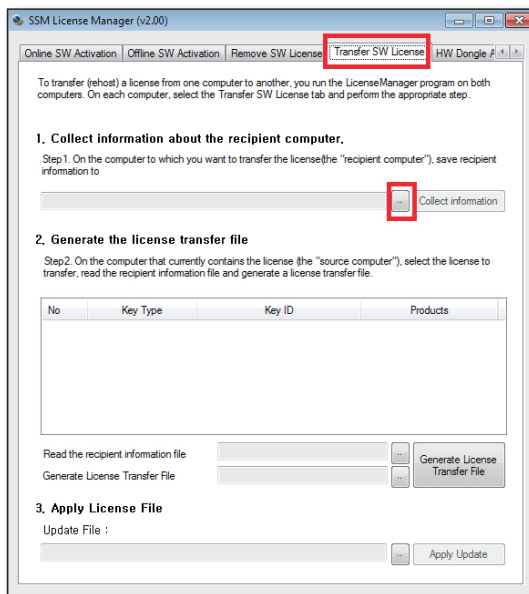 SSM License Manager (v2.00)
Online SW Activation Offline SW Activation Remove SW License Transfer SW License HW Dongle A
To transfer (rehost) a license from one computer to another, you run the LicenseManager program on both
computers. On each computer, select the Transfer SW License tab and pefom the appropriate step.
1. Collect information about the recipient computer.
Step1. On the computer to which you want to transfer the license(the "recipient computer"), save recipient
information to
... Collect information
2. Generate the license transfer file
Step2. On the computer that currently contains the license (the "source computer"), select the license to
transfer, read the recipient information file and generate a license transfer file.
No Key Type Key ID Products
Read the recipient information file ...
Generate License Transfer File ...
Generate License
Transfer File
3. Apply License File
Update File :
... Apply Update